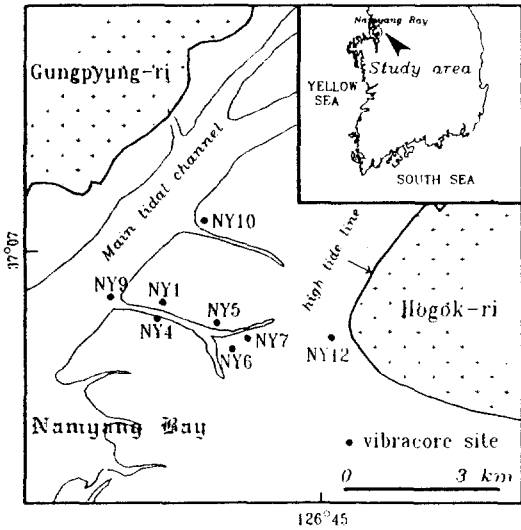 Namyang Bay
Study area
YELLOW
SEA
SOUTH SEA
Gungpyung-ri
Main tidal channel
NY10
high tide line
37°07
NY9
NY1
NY4
NY5
NY7
NY6
NY12
Hogok-ri
Namyang Bay
vibracore site
0 3 km
126°45